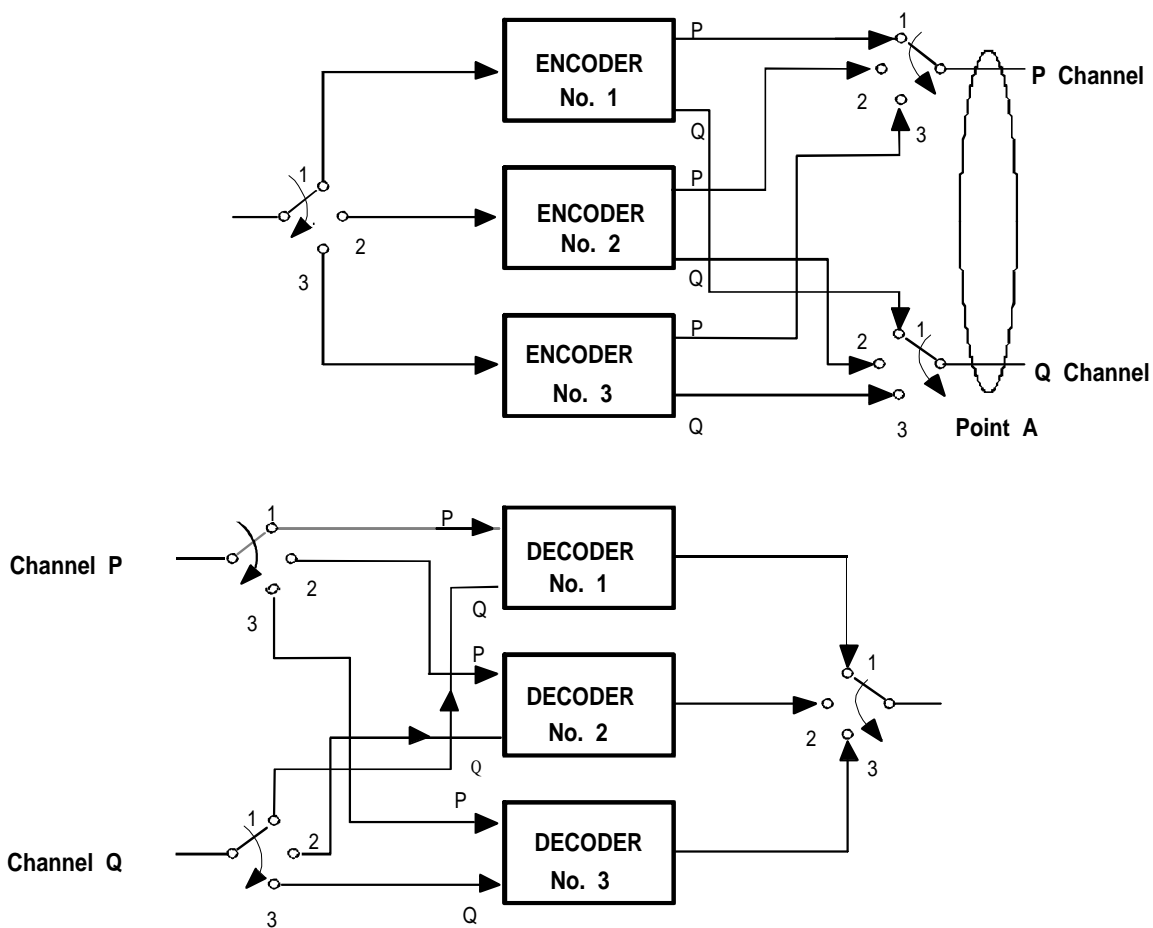 P
1
ENCODER
No. 1
P Channel
2
Q
3
1
P
ENCODER
No. 2
2
3
Q
P
1
2
ENCODER
No. 3
Q Channel
Q
3
Point A
1
P
DECODER
No. 1
Channel P
2
Q
3
P
1
DECODER
No. 2
2
Q
3
P
1
2
DECODER
No. 3
Channel Q
3
Q